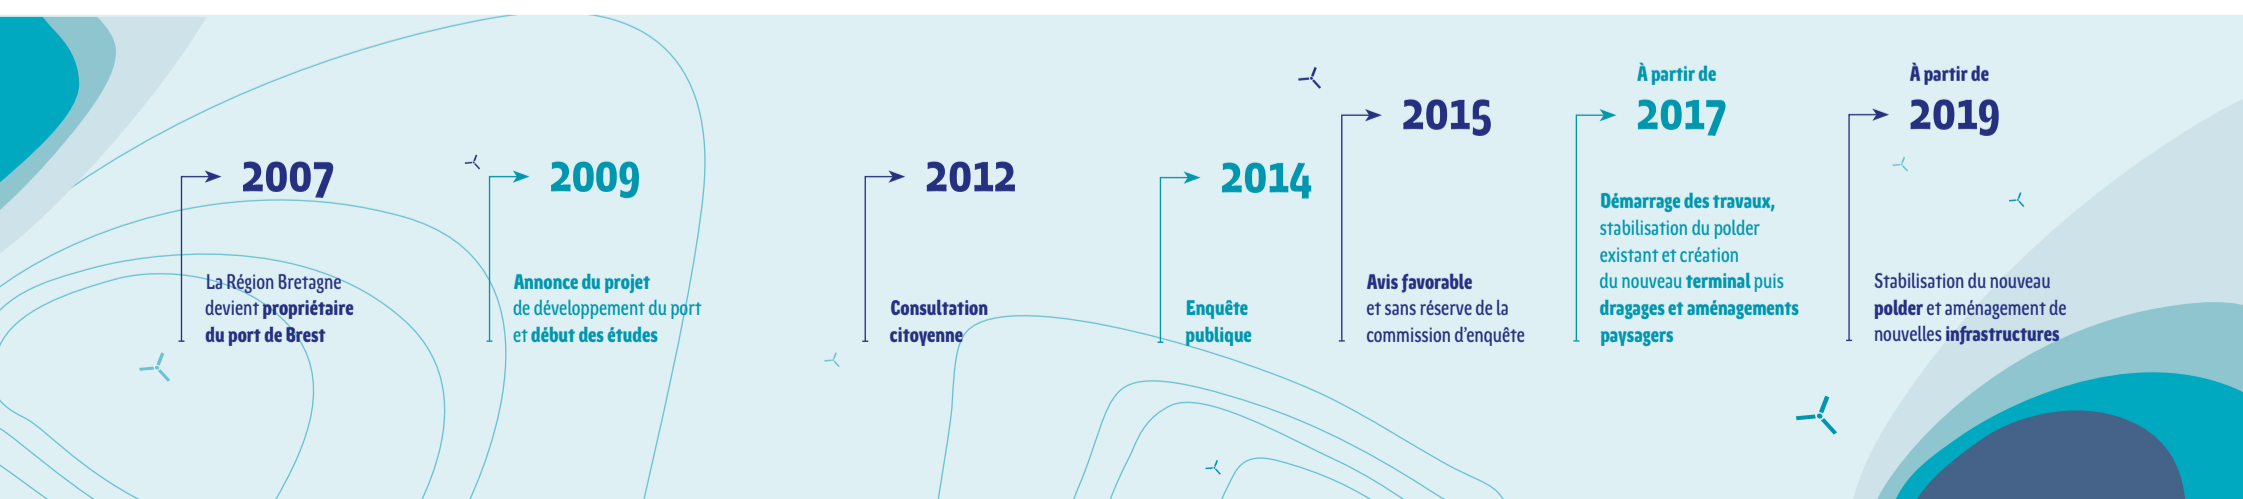 2007
La Région Bretagne
devient propriétaire
du port de Brest
2009
Annonce du projet
de développement du port
et début des études
2012
Consultation
citoyenne
2014
Enquête
publique
2015
Avis favorable
et sans réserve de la
commission d'enquête
À partir de
2017
Démarrage des travaux,
stabilisation du polder
existant et création
du nouveau terminal puis
dragages et aménagements
paysagers
À partir de
2019
Stabilisation du nouveau
polder et aménagement de
nouvelles infrastructures